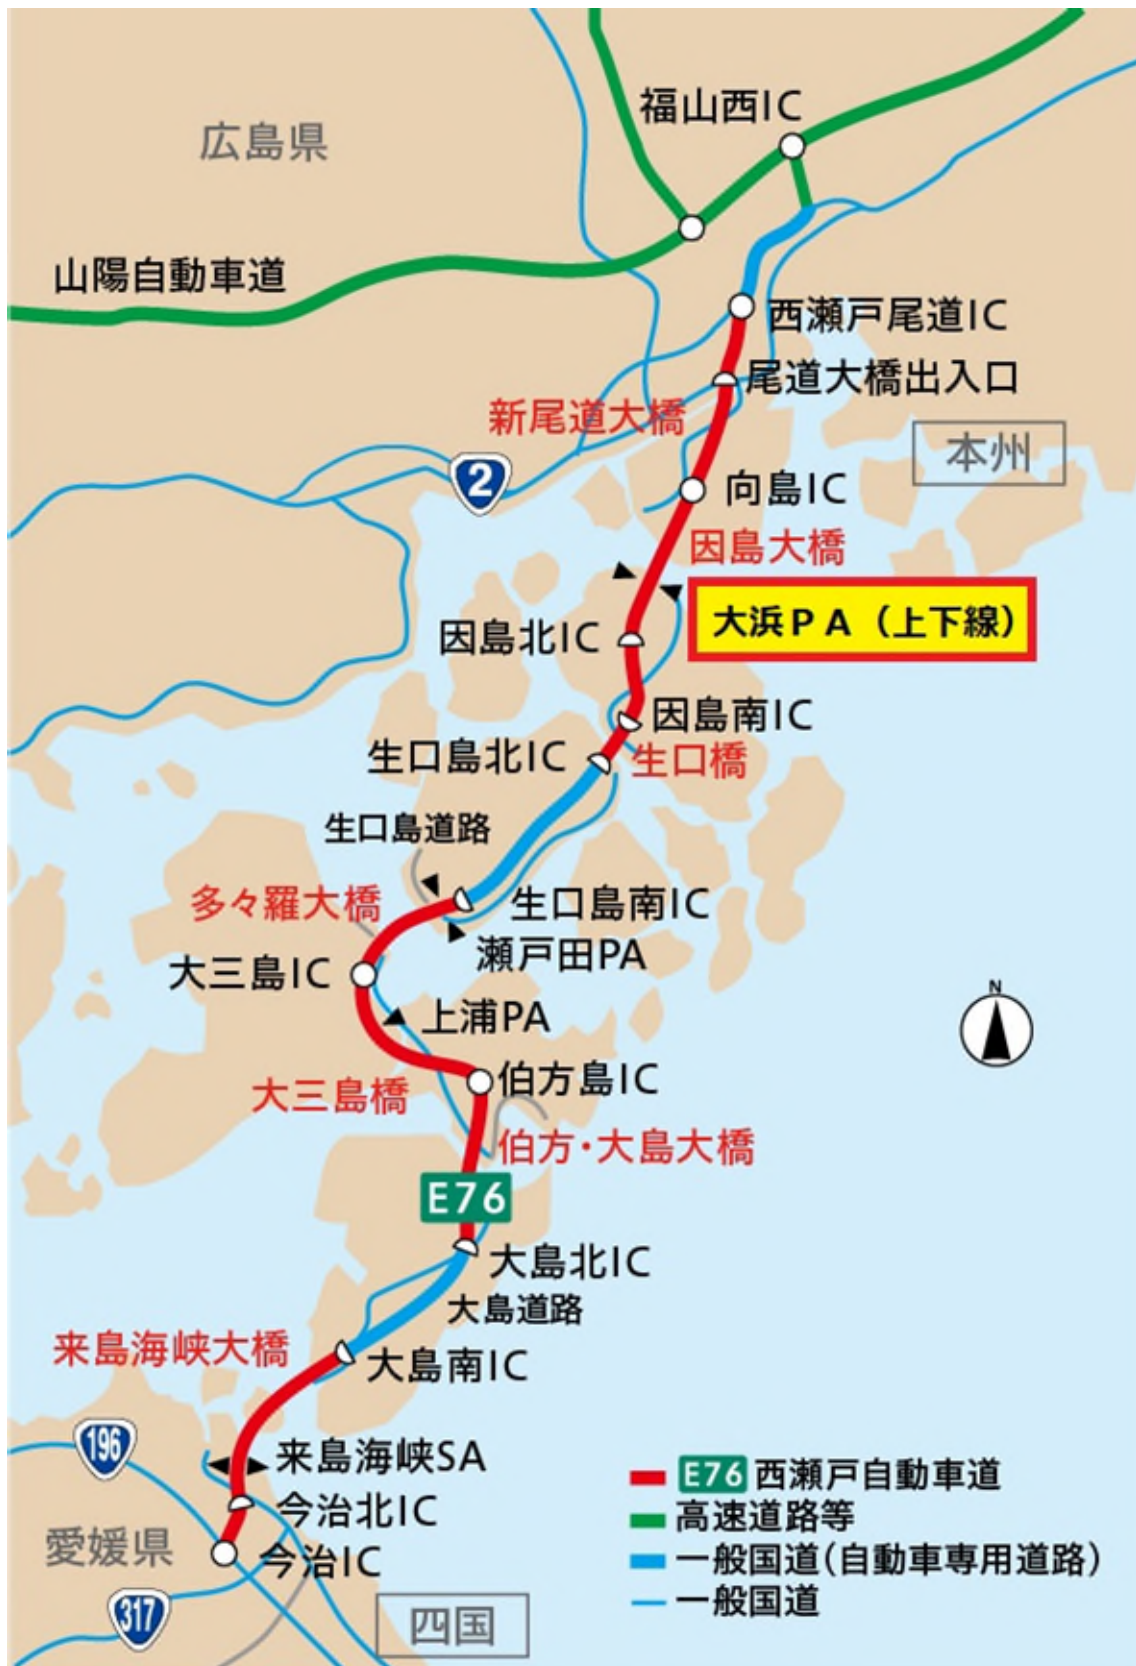 福山西IC
広島県
山陽自動車道
西瀬戸尾道IC
尾道大橋出入口
新尾道大橋
本州
2
向島IC
因島大橋
大浜ＰＡ（上下線）
因島北IC
因島南IC
生口島北IC
生口橋
生口島道路
多々羅大橋
生口島南IC
瀬戸田PA
大三島IC
N
上浦PA
伯方島IC
大三島橋
伯方・大島大橋
E76
大島北IC
大島道路
来島海峡大橋
大島南IC
196
来島海峡SA
今治北IC
愛媛県
今治IC
317
四国
E76 西瀬戸自動車道
高速道路等
一般国道(自動車専用道路)
一般国道